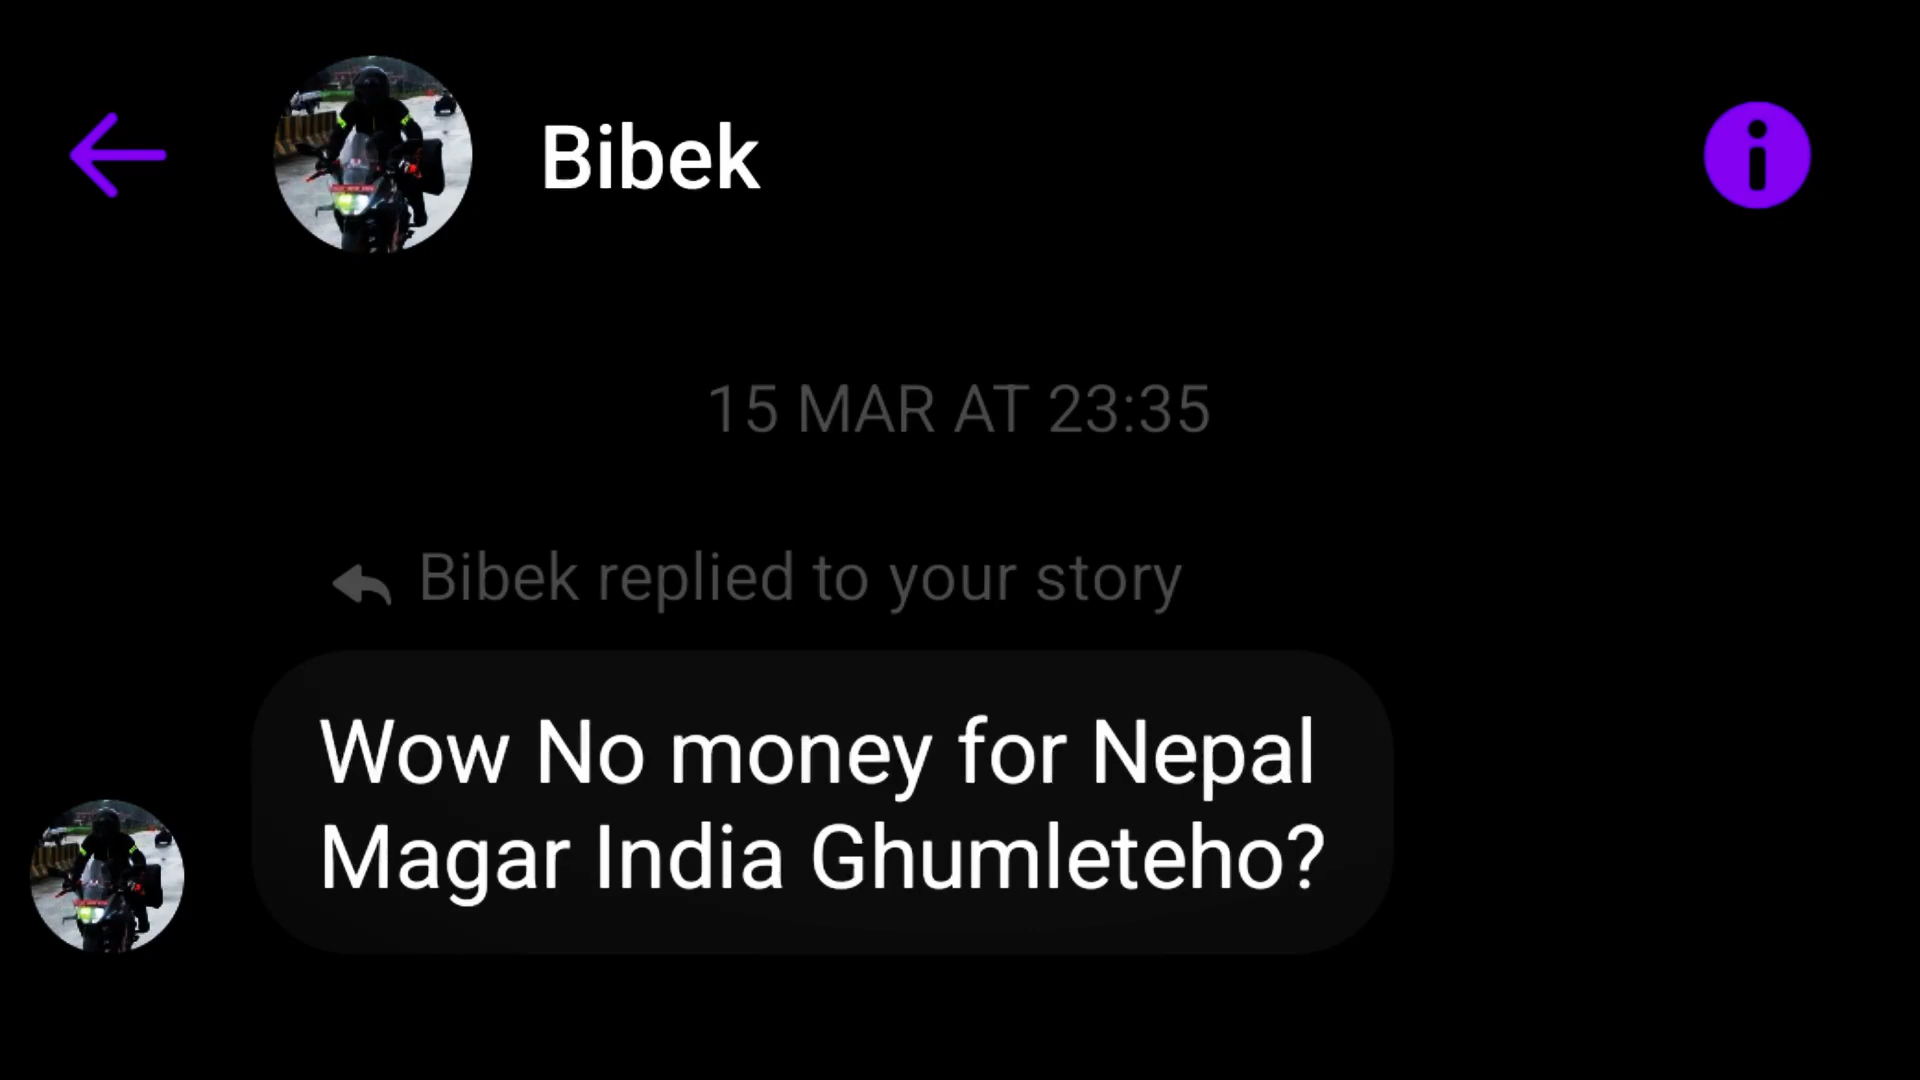 Bibek
15 MAR AT 23:35
Bibek replied to your story
Wow No money for Nepal
Magar India Ghumleteho?